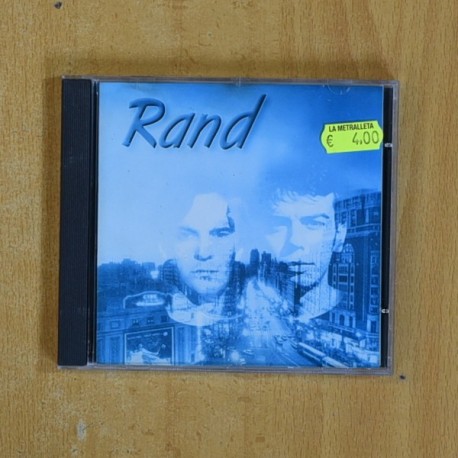 Rand
LA METRALLETA
€ 4.00